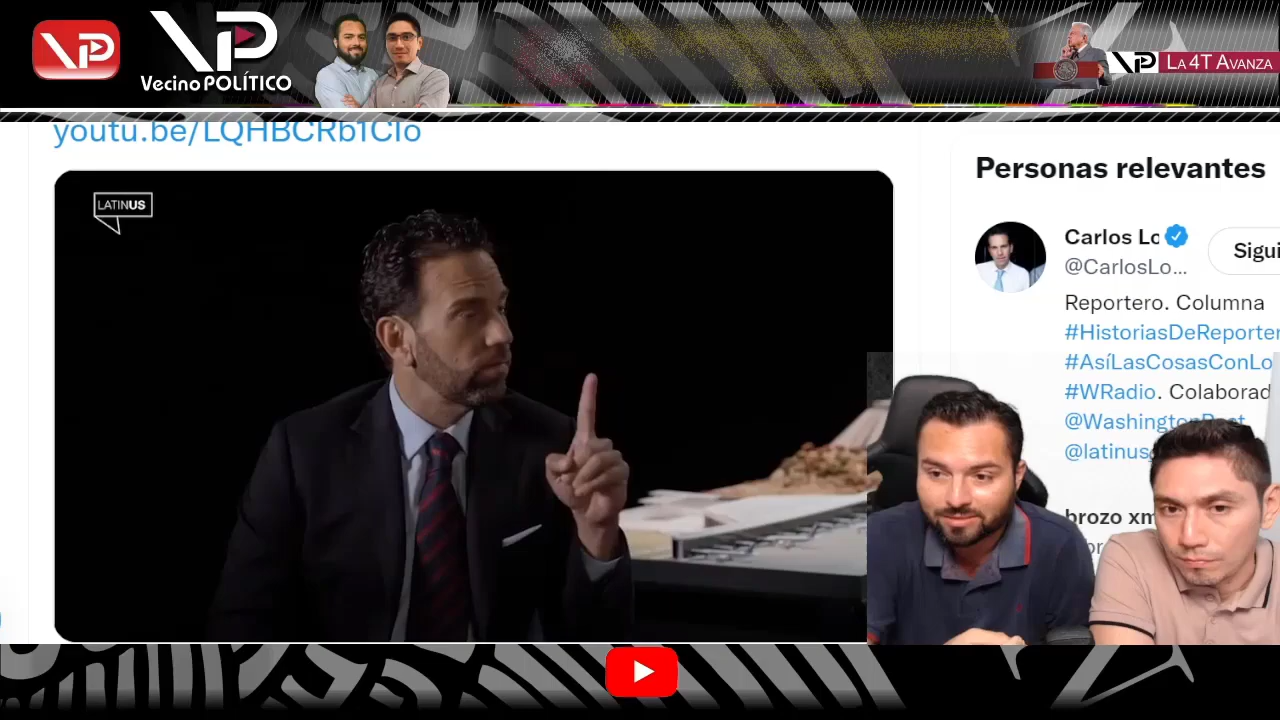 VP
VP
Vecino POLÍTICO
VP LA 4T AVANZA
youtu.be/LQHBCRb1CIo
LATINUS
Personas relevantes
Carlos Lo
@CarlosLo...
Segui
Reportero. Columna
#HistoriasDeReporter
#AsíLasCosasConLo
#WRadio. Colaborad
@WashingtonPost
@latinus
brozo xm